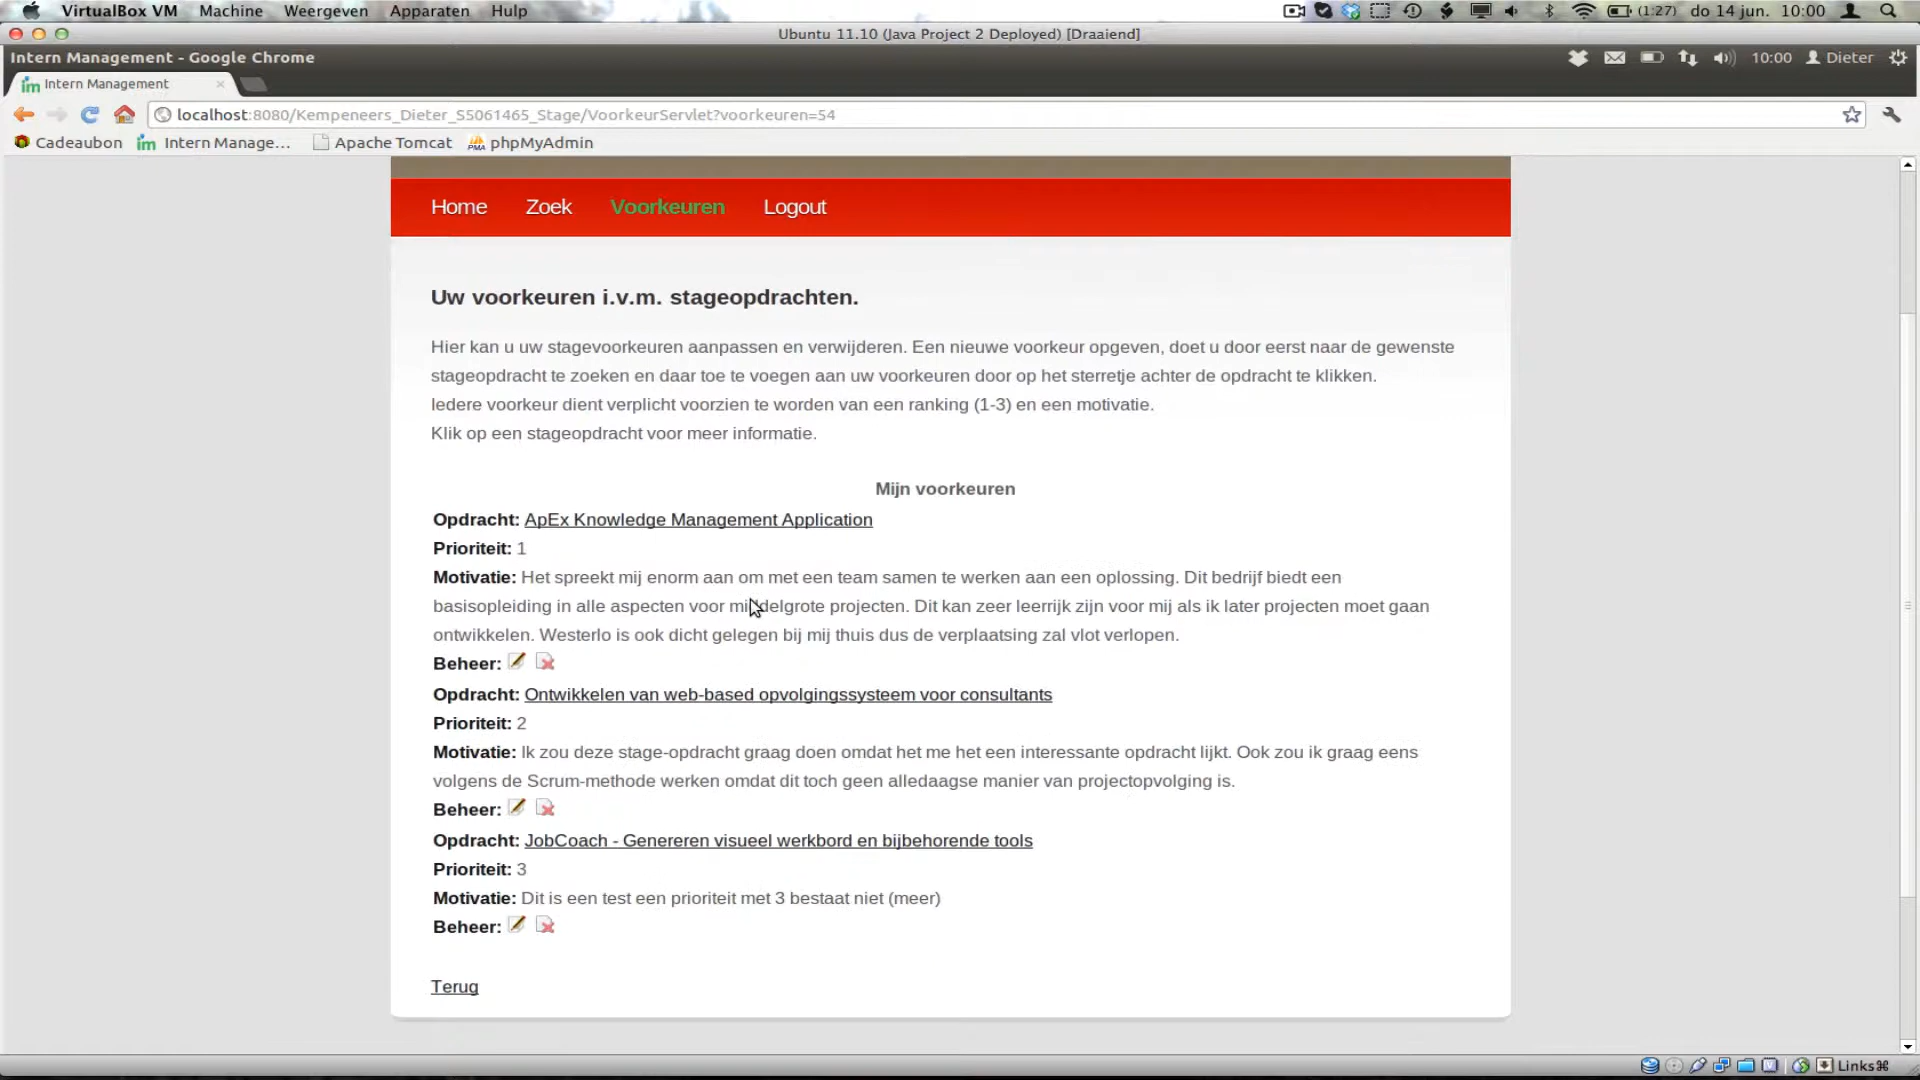 VirtualBox VM Machine Weergeven Apparaten Hulp (1:27) do 14 jun. 10:00
Ubuntu 11.10 (Java Project 2 Deployed) [Draaiend]
Intern Management - Google Chrome 10:00 Dieter
im Intern Management
localhost:8080/Kempeneers_Dieter_S5061465_Stage/VoorkeurServlet?voorkeuren=54
Cadeaubon im Intern Manage... Apache Tomcat PMA phpMyAdmin
Home Zoek Voorkeuren Logout
Uw voorkeuren i.v.m. stageopdrachten.
Hier kan u uw stagevoorkeuren aanpassen en verwijderen. Een nieuwe voorkeur opgeven, doet u door eerst naar de gewenste
stageopdracht te zoeken en daar toe te voegen aan uw voorkeuren door op het sterretje achter de opdracht te klikken.
Iedere voorkeur dient verplicht voorzien te worden van een ranking (1-3) en een motivatie.
Klik op een stageopdracht voor meer informatie.
Mijn voorkeuren
Opdracht: ApEx Knowledge Management Application
Prioriteit: 1
Motivatie: Het spreekt mij enorm aan om met een team samen te werken aan een oplossing. Dit bedrijf biedt een
basisopleiding in alle aspecten voor middelgrote projecten. Dit kan zeer leerrijk zijn voor mij als ik later projecten moet gaan
ontwikkelen. Westerlo is ook dicht gelegen bij mij thuis dus de verplaatsing zal vlot verlopen.
Beheer:
Opdracht: Ontwikkelen van web-based opvolgingssysteem voor consultants
Prioriteit: 2
Motivatie: Ik zou deze stage-opdracht graag doen omdat het me het een interessante opdracht lijkt. Ook zou ik graag eens
volgens de Scrum-methode werken omdat dit toch geen alledaagse manier van projectopvolging is.
Beheer:
Opdracht: JobCoach - Genereren visueel werkbord en bijbehorende tools
Prioriteit: 3
Motivatie: Dit is een test een prioriteit met 3 bestaat niet (meer)
Beheer:
Terug
Links⌘